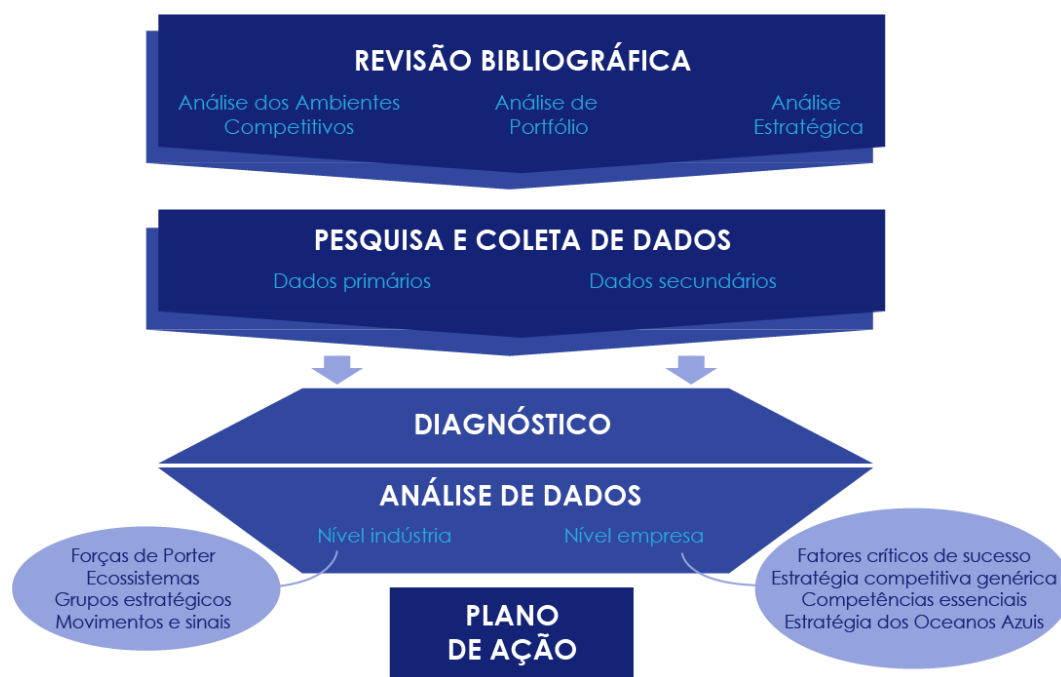 REVISÃO BIBLIOGRÁFICA
Análise dos Ambientes
Competitivos
Análise de
Portfólio
Análise
Estratégica
PESQUISA E COLETA DE DADOS
Dados primários
Dados secundários
DIAGNÓSTICO
ANÁLISE DE DADOS
Nível indústria
Nível empresa
Forças de Porter
Ecossistemas
Grupos estratégicos
Movimentos e sinais
Fatores críticos de sucesso
Estratégia competitiva genérica
Competências essenciais
Estratégia dos Oceanos Azuis
PLANO
DE AÇÃO